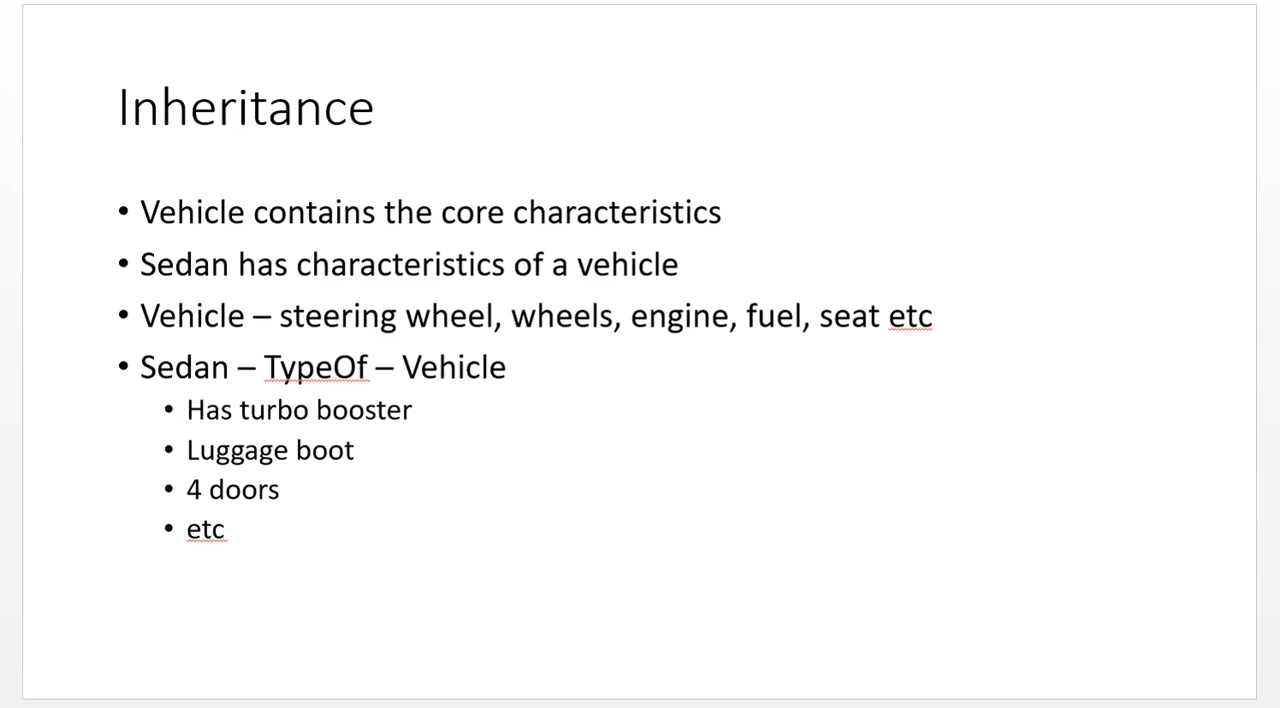 Inheritance
• Vehicle contains the core characteristics
• Sedan has characteristics of a vehicle
• Vehicle – steering wheel, wheels, engine, fuel, seat etc
• Sedan – TypeOf – Vehicle
• Has turbo booster
• Luggage boot
• 4 doors
• etc